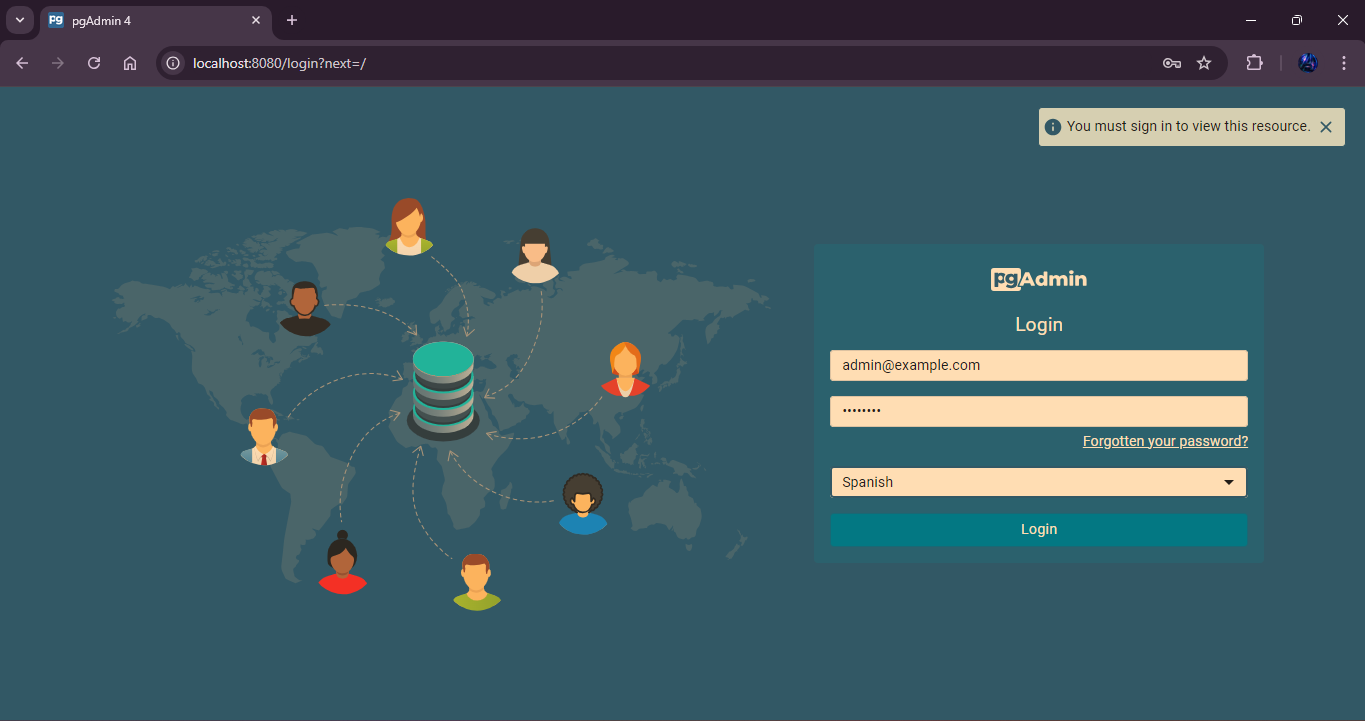 pgAdmin 4
localhost:8080/login?next=/
You must sign in to view this resource.
pgAdmin
Login
admin@example.com
••••••••
Forgotten your password?
Spanish
Login